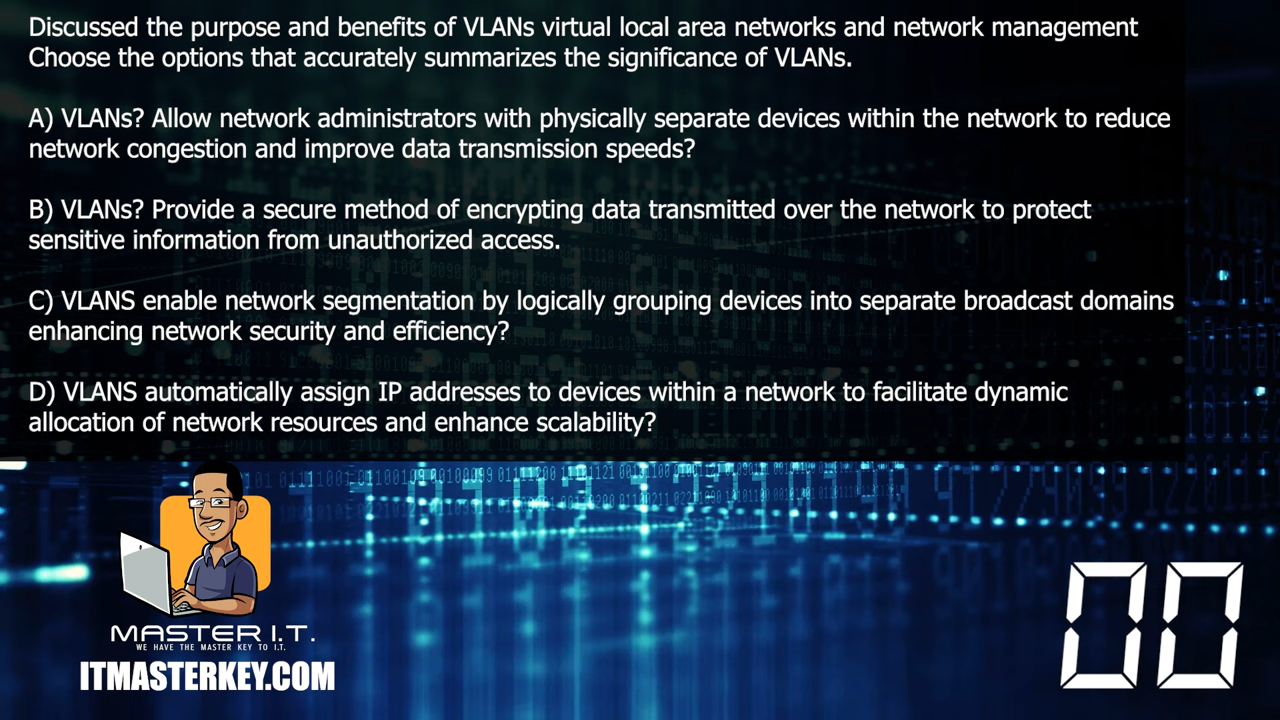 Discussed the purpose and benefits of VLANs virtual local area networks and network management
Choose the options that accurately summarizes the significance of VLANs.
A) VLANs? Allow network administrators with physically separate devices within the network to reduce
network congestion and improve data transmission speeds?
B) VLANs? Provide a secure method of encrypting data transmitted over the network to protect
sensitive information from unauthorized access.
C) VLANS enable network segmentation by logically grouping devices into separate broadcast domains
enhancing network security and efficiency?
D) VLANS automatically assign IP addresses to devices within a network to facilitate dynamic
allocation of network resources and enhance scalability?
MASTER I.T.
WE HAVE THE MASTER KEY TO I.T.
ITMASTERKEY.COM
00